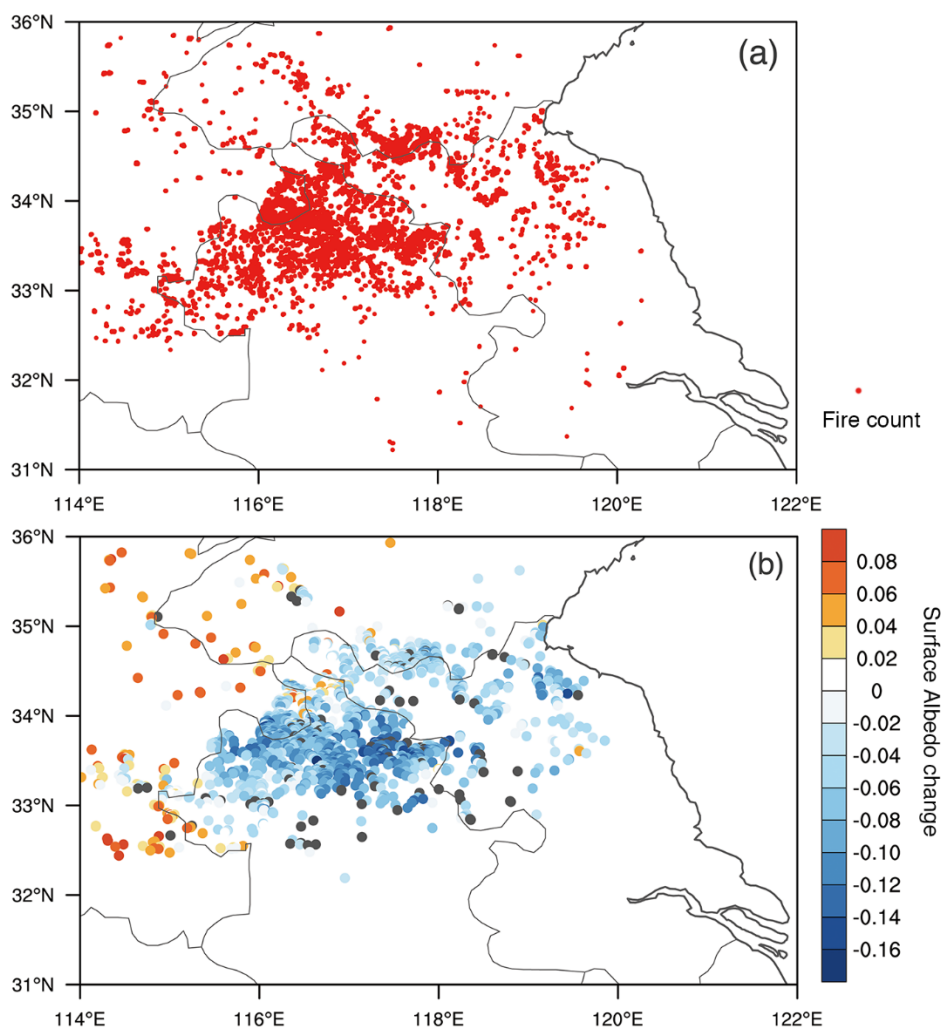 36°N
(a)
35°N
34°N
33°N
32°N
Fire count
31°N
114°E 116°E 118°E 120°E 122°E
36°N
(b)
0.08
35°N
0.06
0.04
34°N
0.02
0
-0.02
33°N
-0.04
-0.06
-0.08
32°N
-0.10
-0.12
-0.14
31°N
-0.16
Surface Albedo change
114°E 116°E 118°E 120°E 122°E